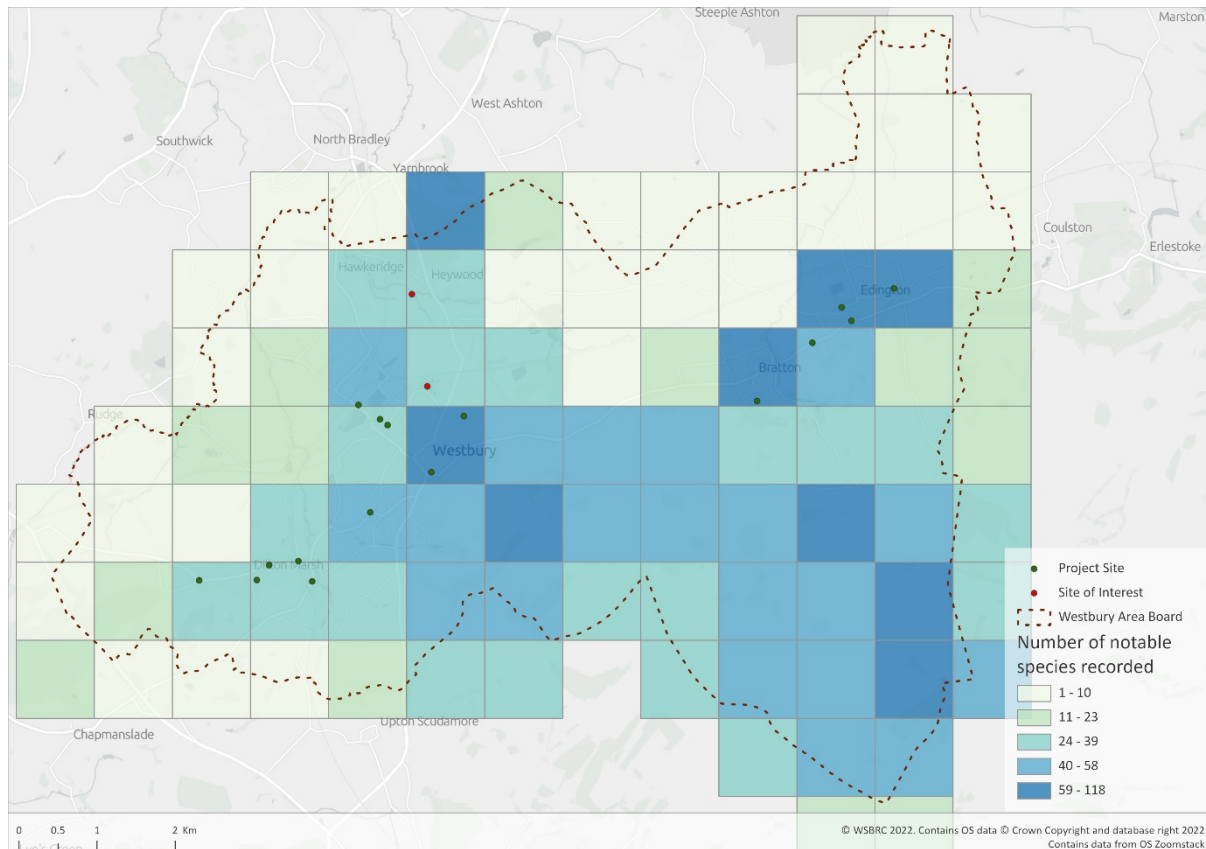 Steeple Ashton
Marston
West Ashton
Southwick
North Bradley
Yarnbrook
Coulston
Erlestoke
Hawkeridge
Heywood
Edington
Bratton
Rudge
Westbury
Dilton Marsh
Project Site
Site of Interest
Westbury Area Board
Number of notable
species recorded
1 - 10
11 - 23
24 - 39
40 - 58
59 - 118
Upton Scudamore
Chapmanslade
0 0.5 1 2 Km
© WSBRC 2022. Contains OS data © Crown Copyright and database right 2022
Contains data from OS Zoomstack